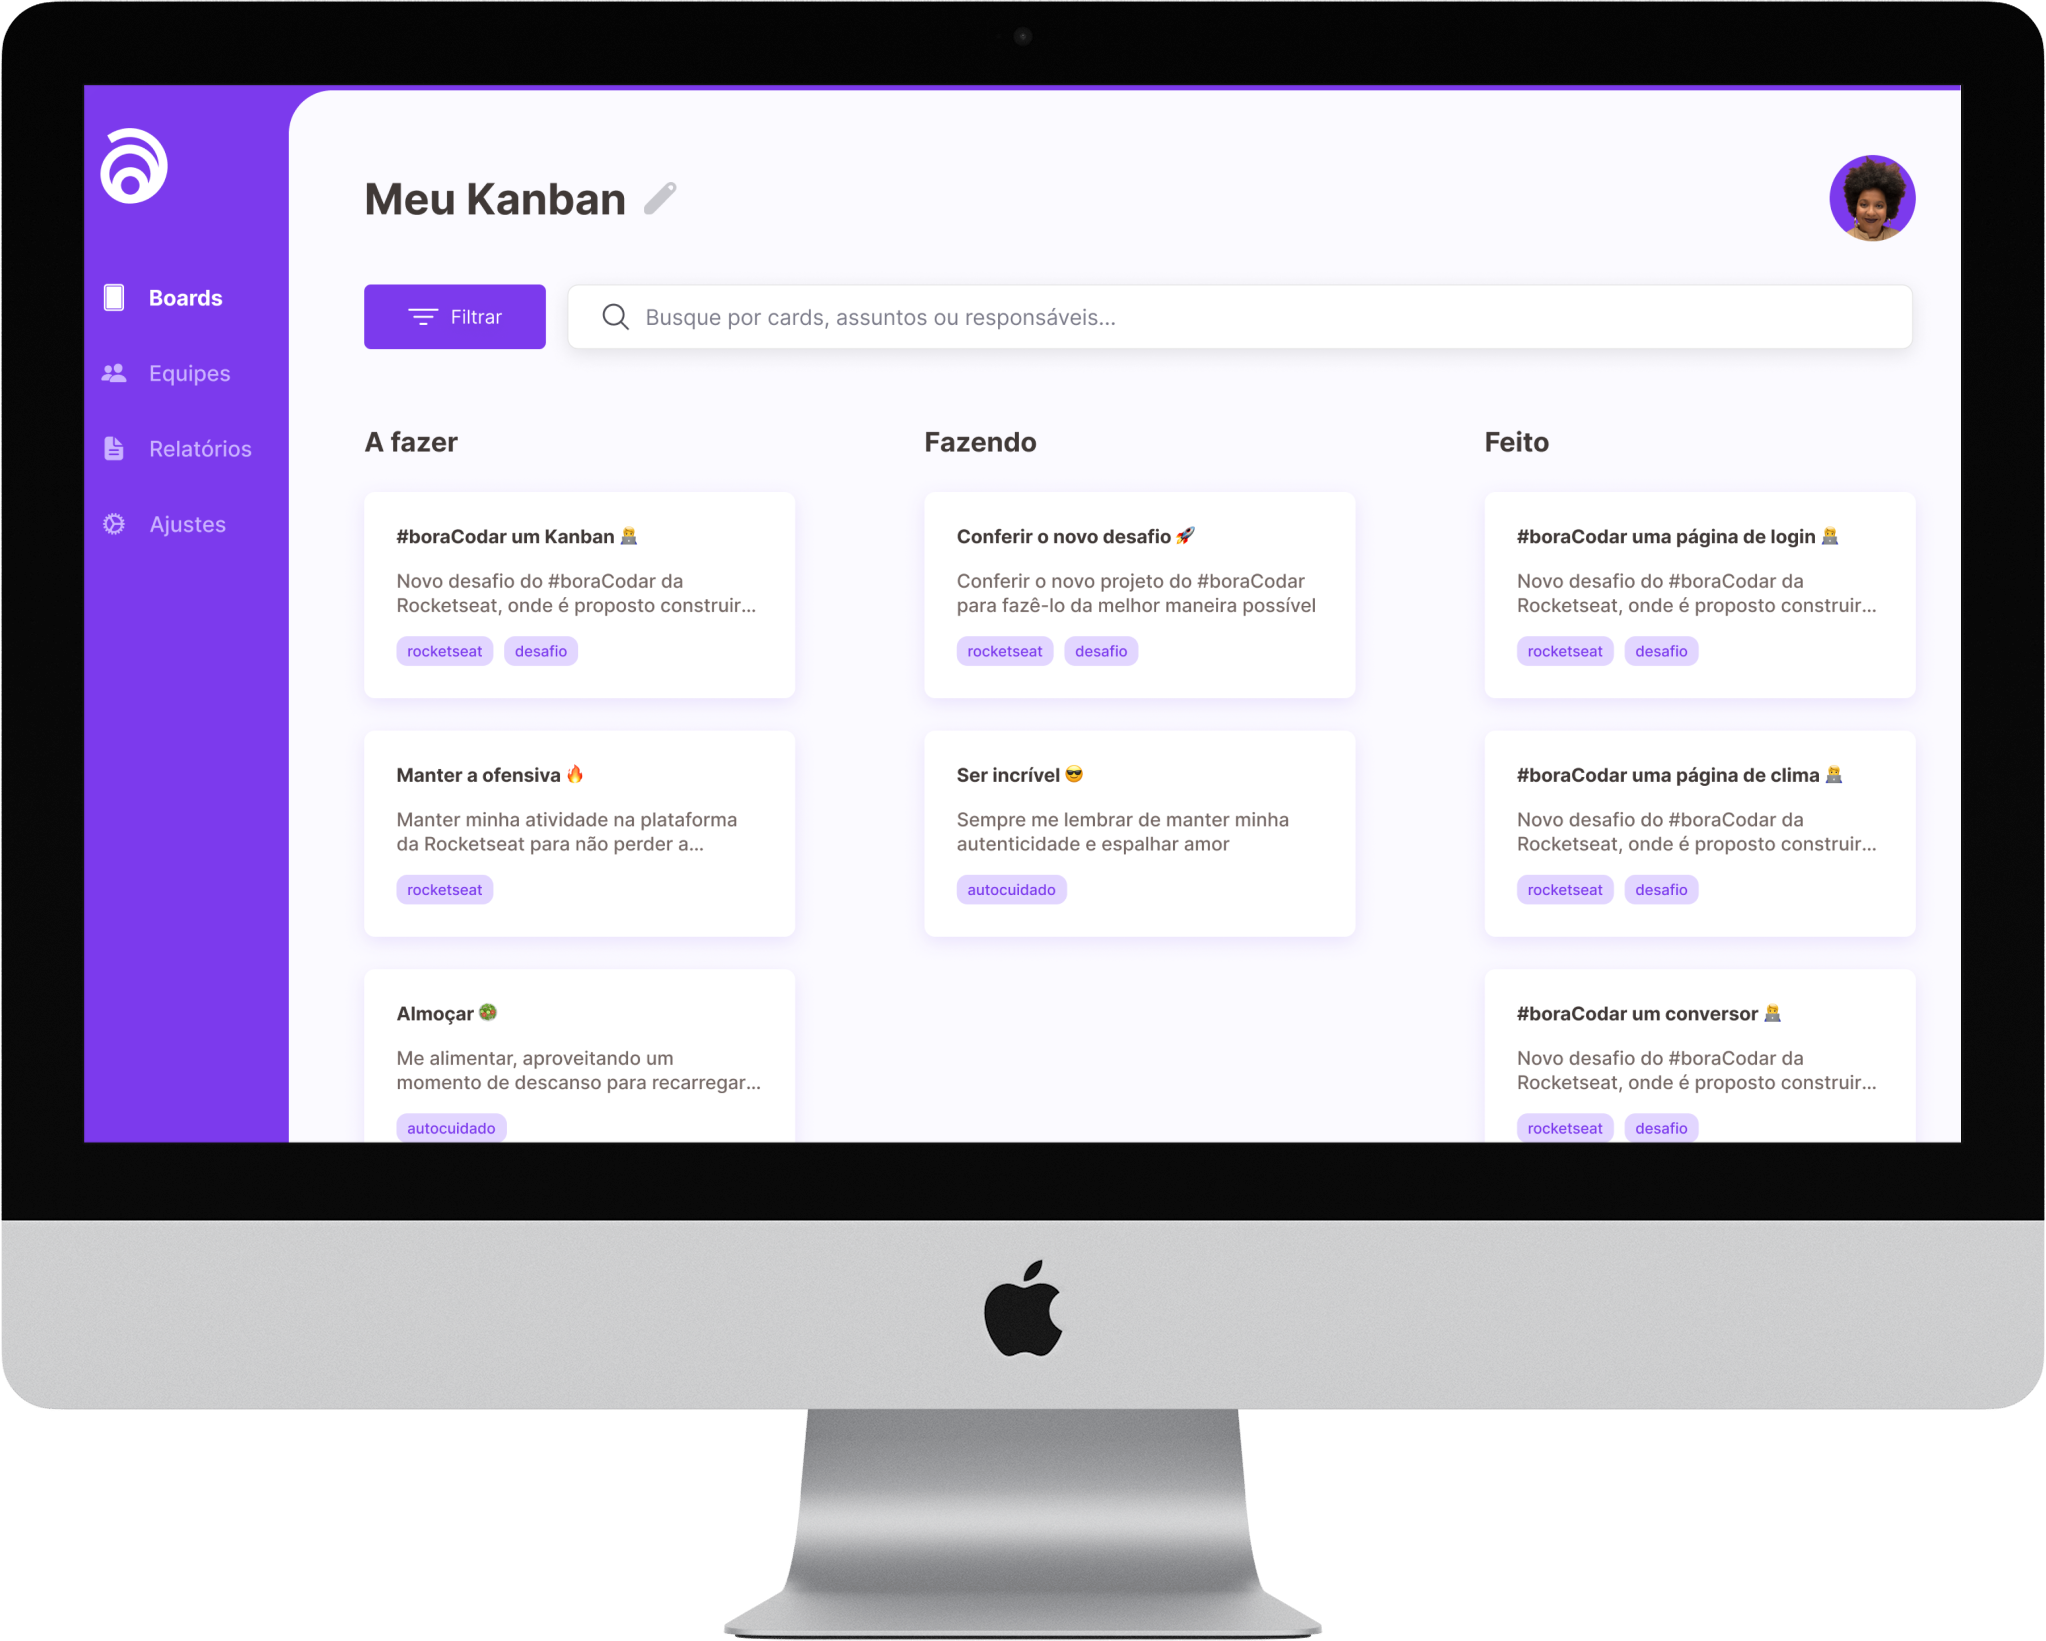 Meu Kanban
Boards
Equipes
Relatórios
Ajustes
Filtrar
Busque por cards, assuntos ou responsáveis...
A fazer
#boraCodar um Kanban 🧑‍💻
Novo desafio do #boraCodar da
Rocketseat, onde é proposto construir...
rocketseat desafio
Manter a ofensiva 🔥
Manter minha atividade na plataforma
da Rocketseat para não perder a...
rocketseat
Almoçar 🥗
Me alimentar, aproveitando um
momento de descanso para recarregar...
autocuidado
Fazendo
Conferir o novo desafio 🚀
Conferir o novo projeto do #boraCodar
para fazê-lo da melhor maneira possível
rocketseat desafio
Ser incrível 😎
Sempre me lembrar de manter minha
autenticidade e espalhar amor
autocuidado
Feito
#boraCodar uma página de login 🧑‍💻
Novo desafio do #boraCodar da
Rocketseat, onde é proposto construir...
rocketseat desafio
#boraCodar uma página de clima 🧑‍💻
Novo desafio do #boraCodar da
Rocketseat, onde é proposto construir...
rocketseat desafio
#boraCodar um conversor 🧑‍💻
Novo desafio do #boraCodar da
Rocketseat, onde é proposto construir...
rocketseat desafio